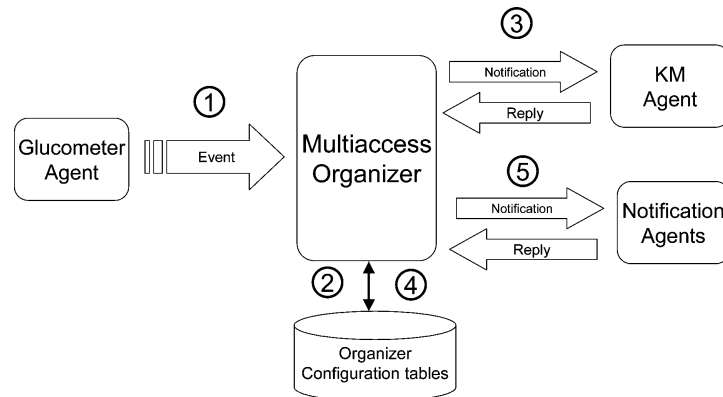 ③
Notification
KM
Agent
Reply
①
Glucometer
Agent
Event
Multiaccess
Organizer
⑤
Notification
Notification
Agents
Reply
②
④
Organizer
Configuration tables